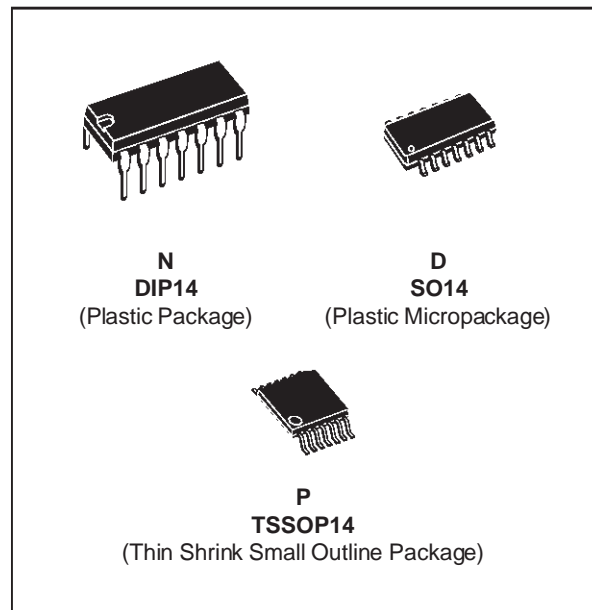 N
DIP14
(Plastic Package)
D
SO14
(Plastic Micropackage)
P
TSSOP14
(Thin Shrink Small Outline Package)